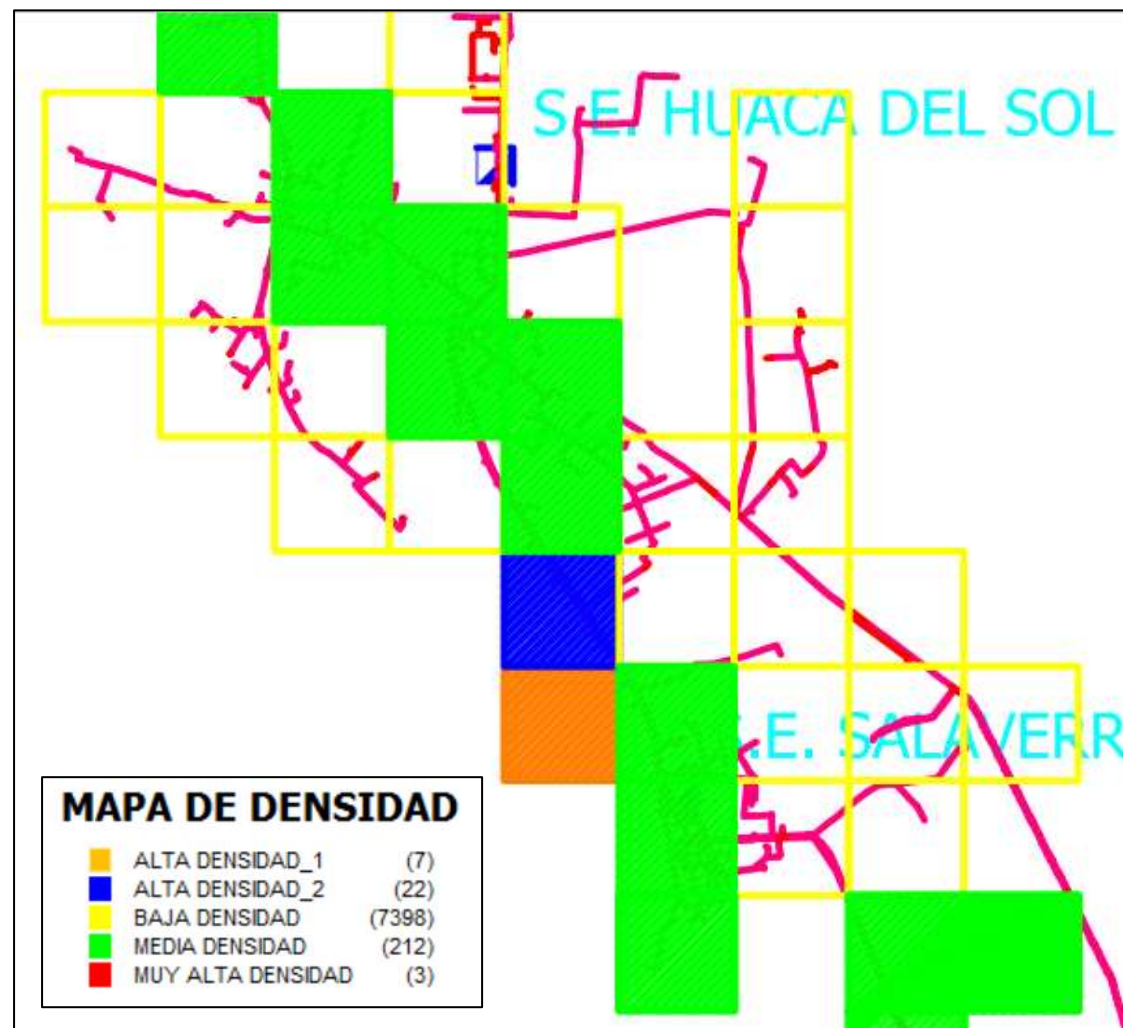 S.E. HUACA DEL SOL
S.E. SALAVERR
MAPA DE DENSIDAD
ALTA DENSIDAD_1 (7)
ALTA DENSIDAD_2 (22)
BAJA DENSIDAD (7398)
MEDIA DENSIDAD (212)
MUY ALTA DENSIDAD (3)